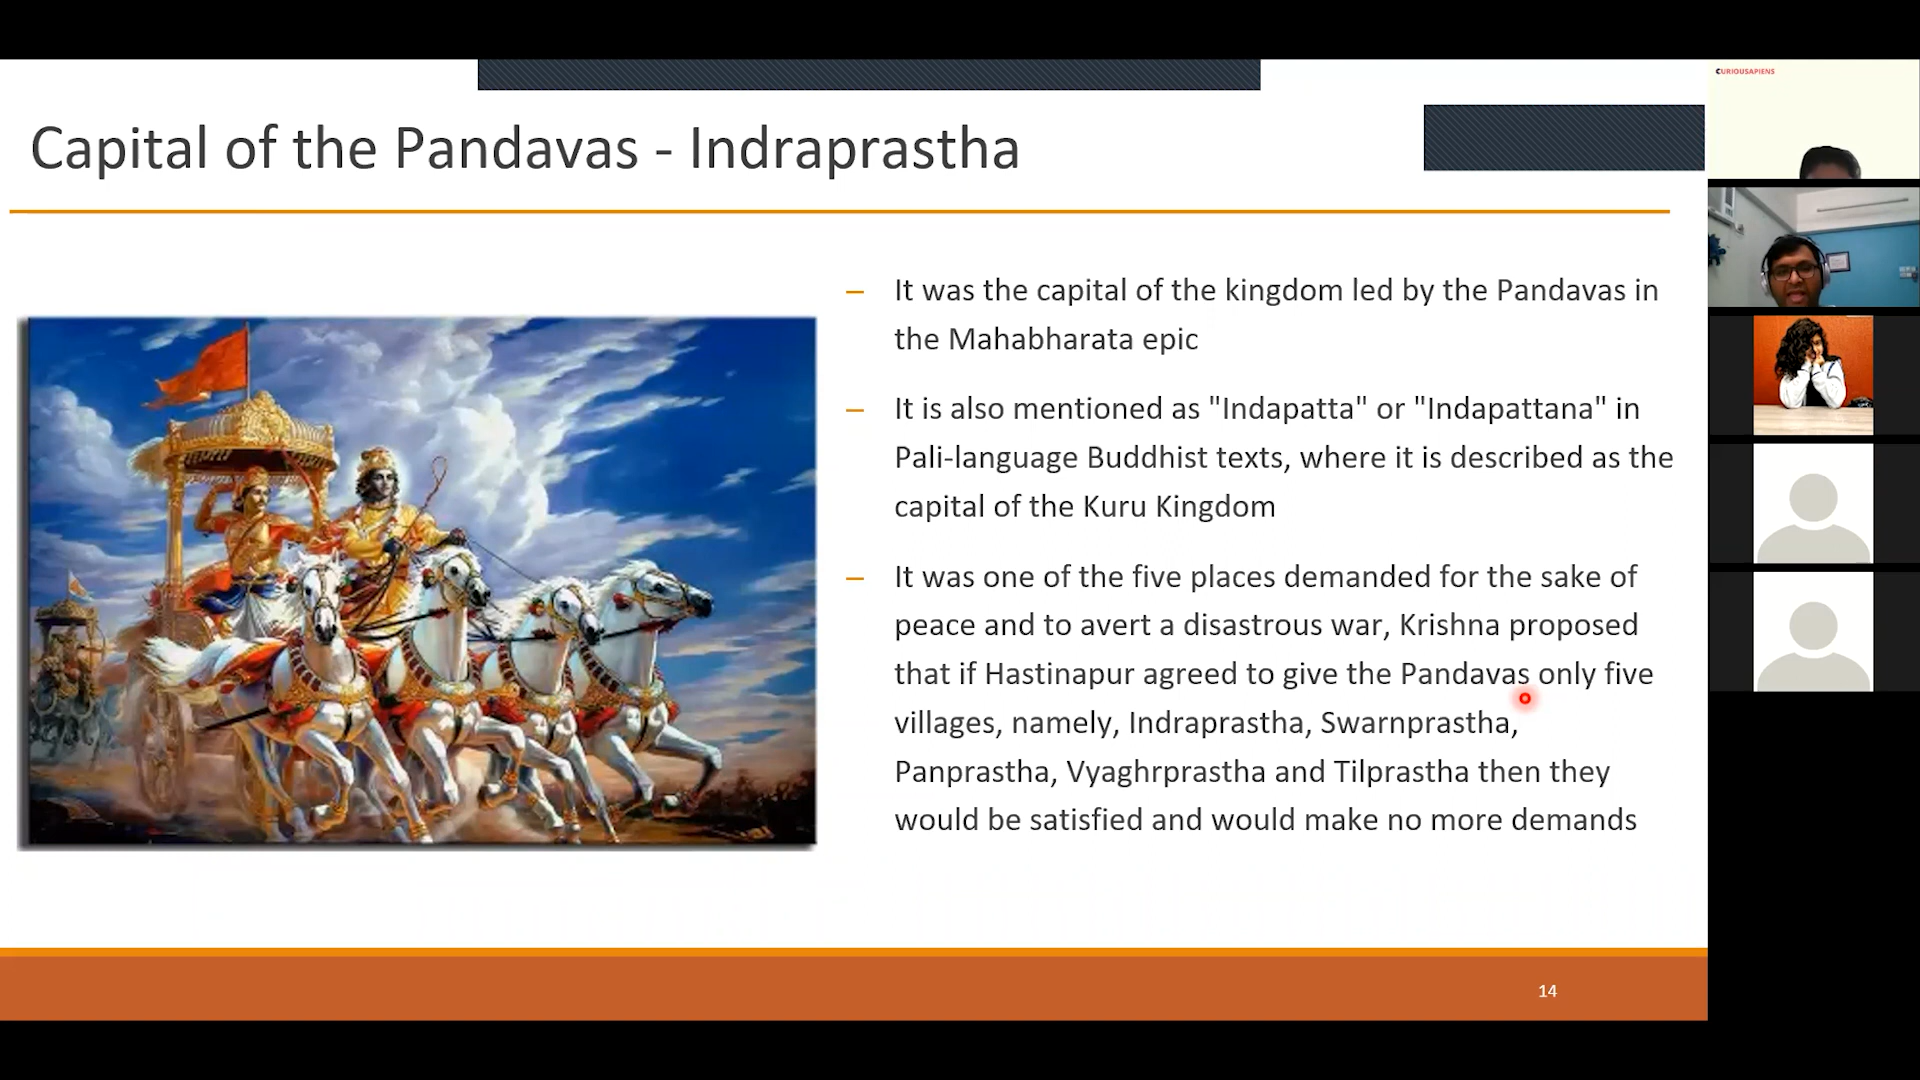 CURIOUSAPIENS
Capital of the Pandavas - Indraprastha
– It was the capital of the kingdom led by the Pandavas in
the Mahabharata epic
– It is also mentioned as "Indapatta" or "Indapattana" in
Pali-language Buddhist texts, where it is described as the
capital of the Kuru Kingdom
– It was one of the five places demanded for the sake of
peace and to avert a disastrous war, Krishna proposed
that if Hastinapur agreed to give the Pandavas only five
villages, namely, Indraprastha, Swarnprastha,
Panprastha, Vyaghrprastha and Tilprastha then they
would be satisfied and would make no more demands
14